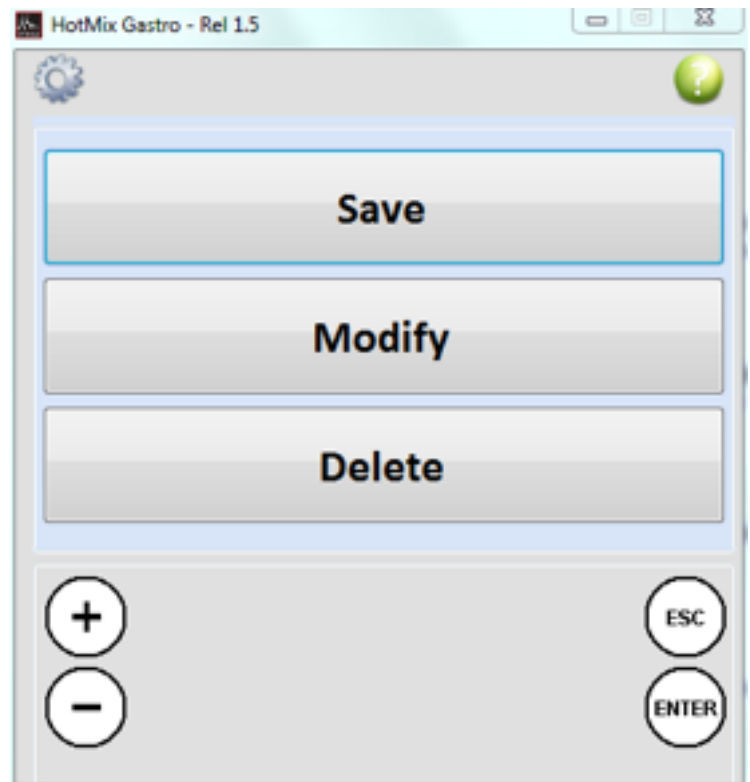 HotMix Gastro - Rel 1.5
?
Save
Modify
Delete
+
ESC
-
ENTER